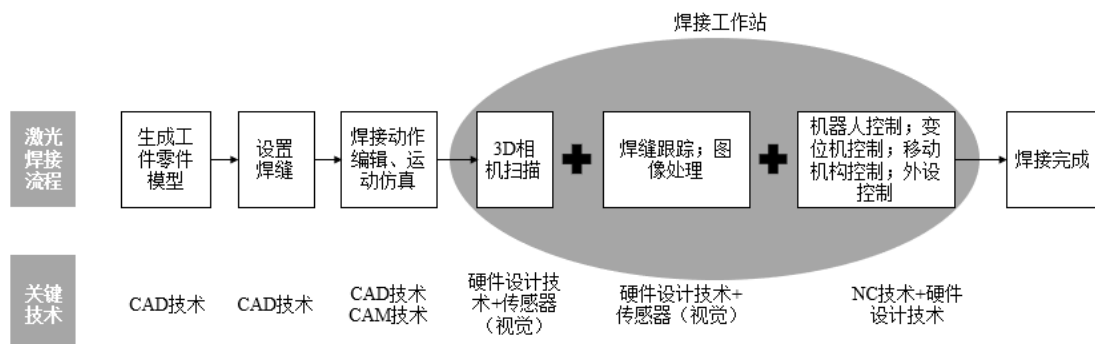 焊接工作站
激光
焊接
流程
生成工
件零件
模型
设置
焊缝
焊接动作
编辑、运
动仿真
3D相
机扫描
焊缝跟踪；图
像处理
机器人控制；变
位机控制；移动
机构控制；外设
控制
焊接完成
关键
技术
CAD技术
CAD技术
CAD技术
CAM技术
硬件设计技
术+传感器
（视觉）
硬件设计技术+
传感器（视觉）
NC技术+硬件
设计技术